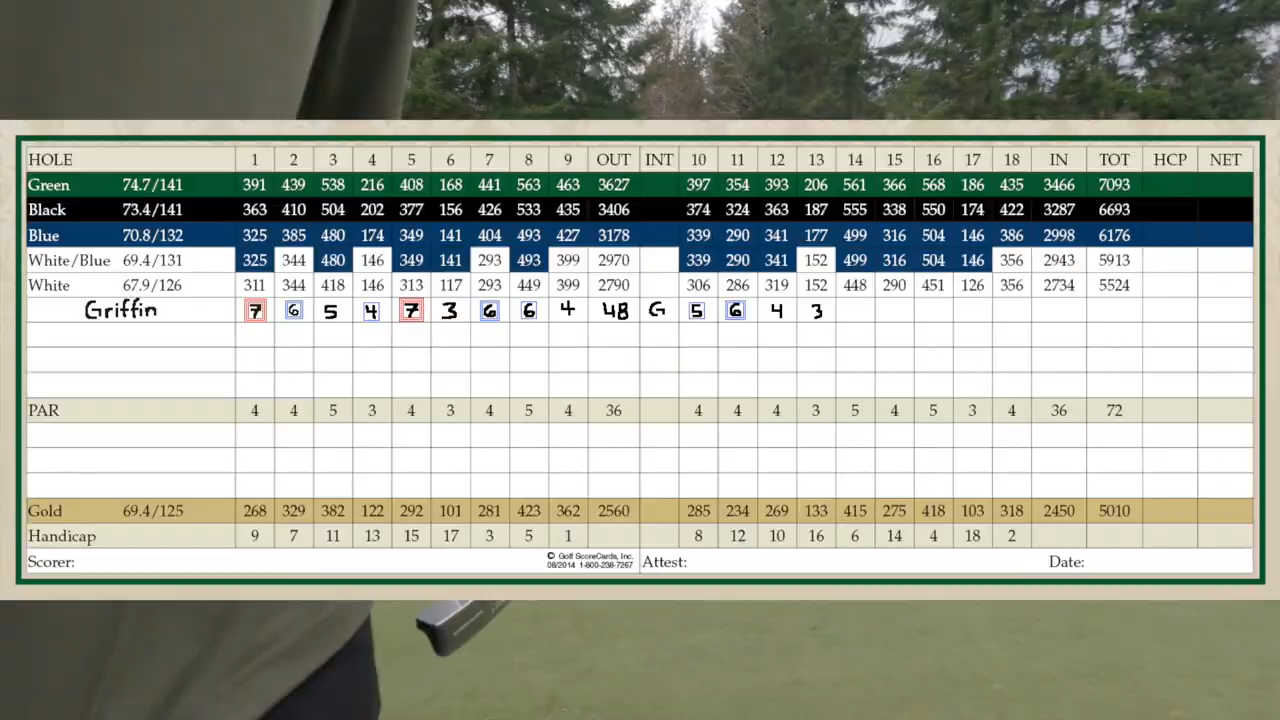 HOLE 1 2 3 4 5 6 7 8 9 OUT INT 10 11 12 13 14 15 16 17 18 IN TOT HCP NET
Green 74.7/141 391 439 538 216 408 168 441 563 463 3627 397 354 393 206 561 366 568 186 435 3466 7093
Black 73.4/141 363 410 504 202 377 156 426 533 435 3406 374 324 363 187 555 338 550 174 422 3287 6693
Blue 70.8/132 325 385 480 174 349 141 404 493 427 3178 339 290 341 177 499 316 504 146 386 2998 6176
White/Blue 69.4/131 325 344 480 146 349 141 293 493 399 2970 339 290 341 152 499 316 504 146 356 2943 5913
White 67.9/126 311 344 418 146 313 117 293 449 399 2790 306 286 319 152 448 290 451 126 356 2734 5524
Griffin 7 6 5 4 7 3 6 6 4 48 G 5 6 4 3
PAR 4 4 5 3 4 3 4 5 4 36 4 4 4 3 5 4 5 3 4 36 72
Gold 69.4/125 268 329 382 122 292 101 281 423 362 2560 285 234 269 133 415 275 418 103 318 2450 5010
Handicap 9 7 11 13 15 17 3 5 1 8 12 10 16 6 14 4 18 2
Scorer: © Golf ScoreCards, Inc. Attest: Date:
08/2014 1-800-238-7267